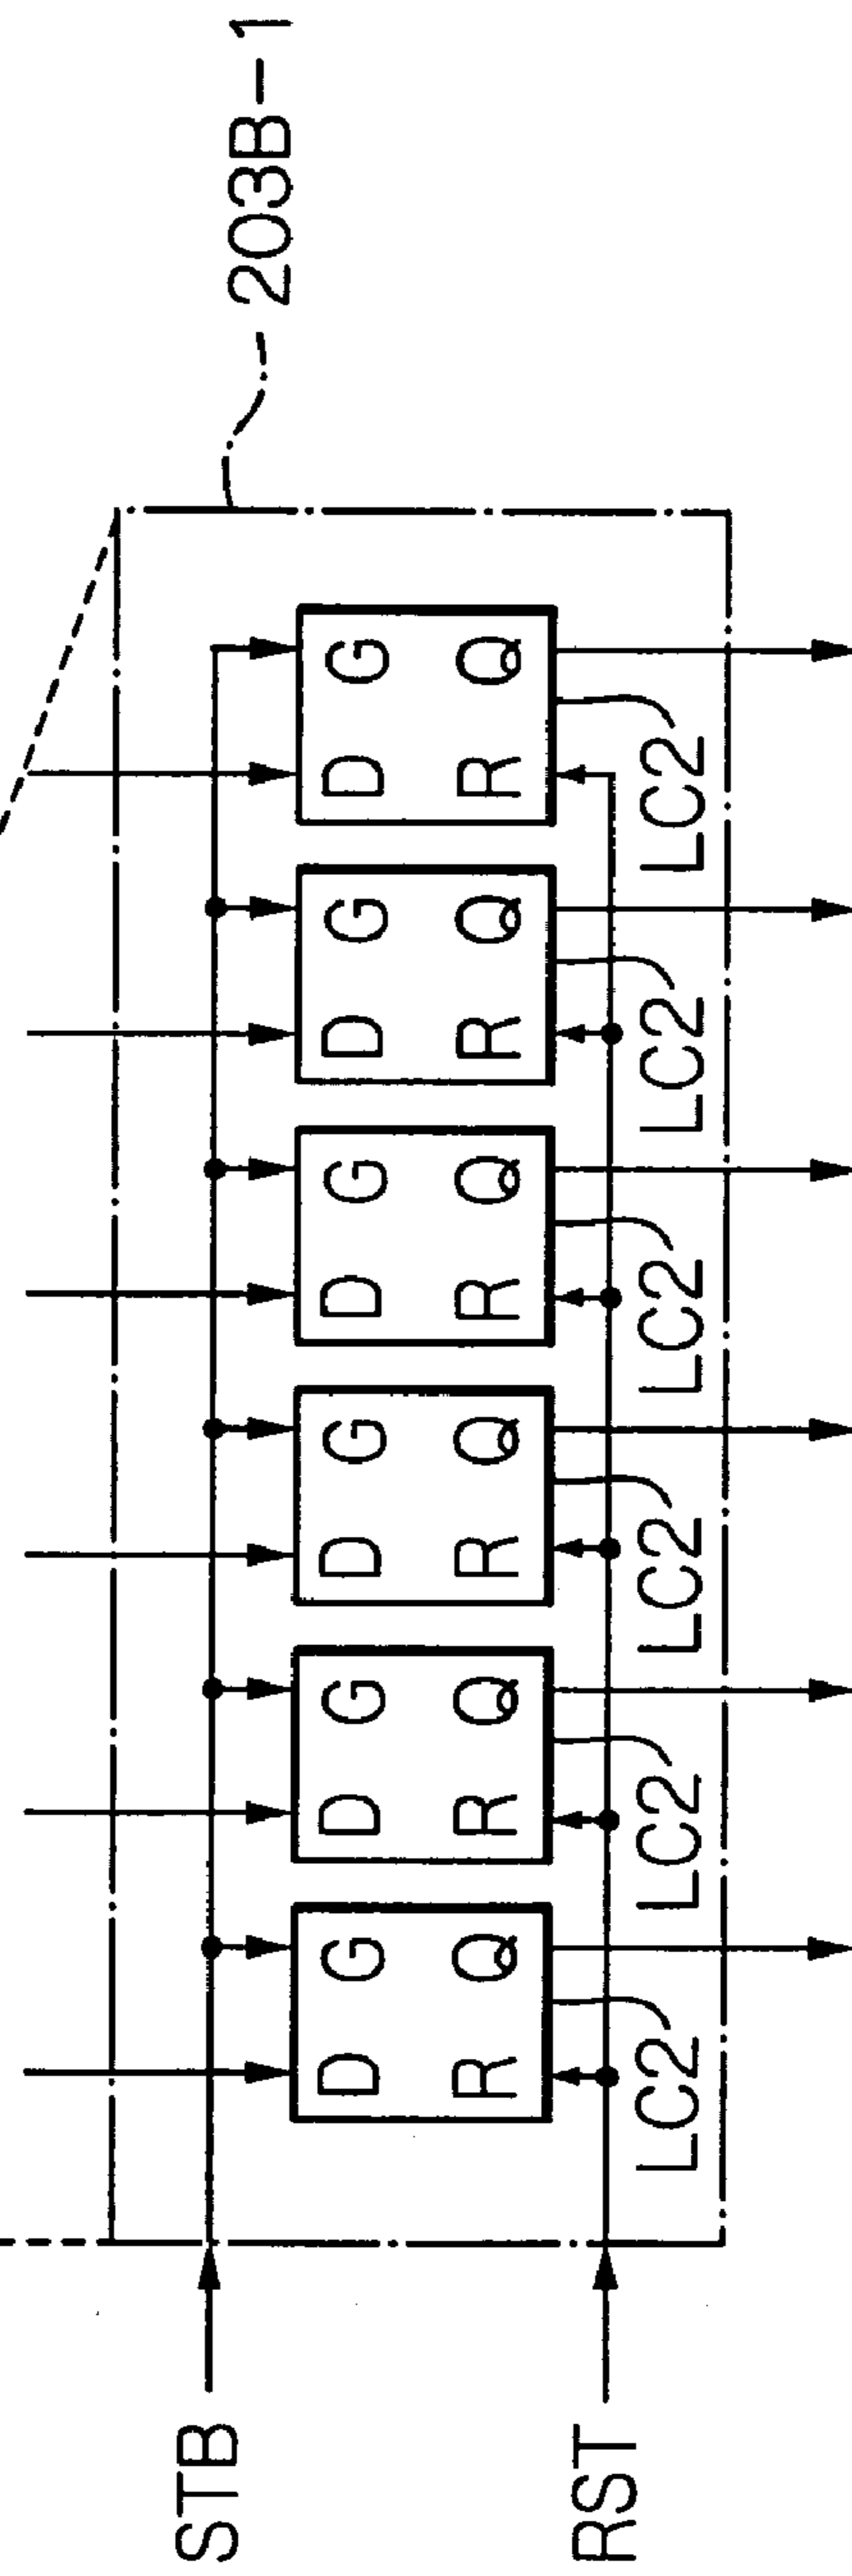 203B-1
STB
D G D G D G D G D G D G
R Q R Q R Q R Q R Q R Q
RST
LC2 LC2 LC2 LC2 LC2 LC2